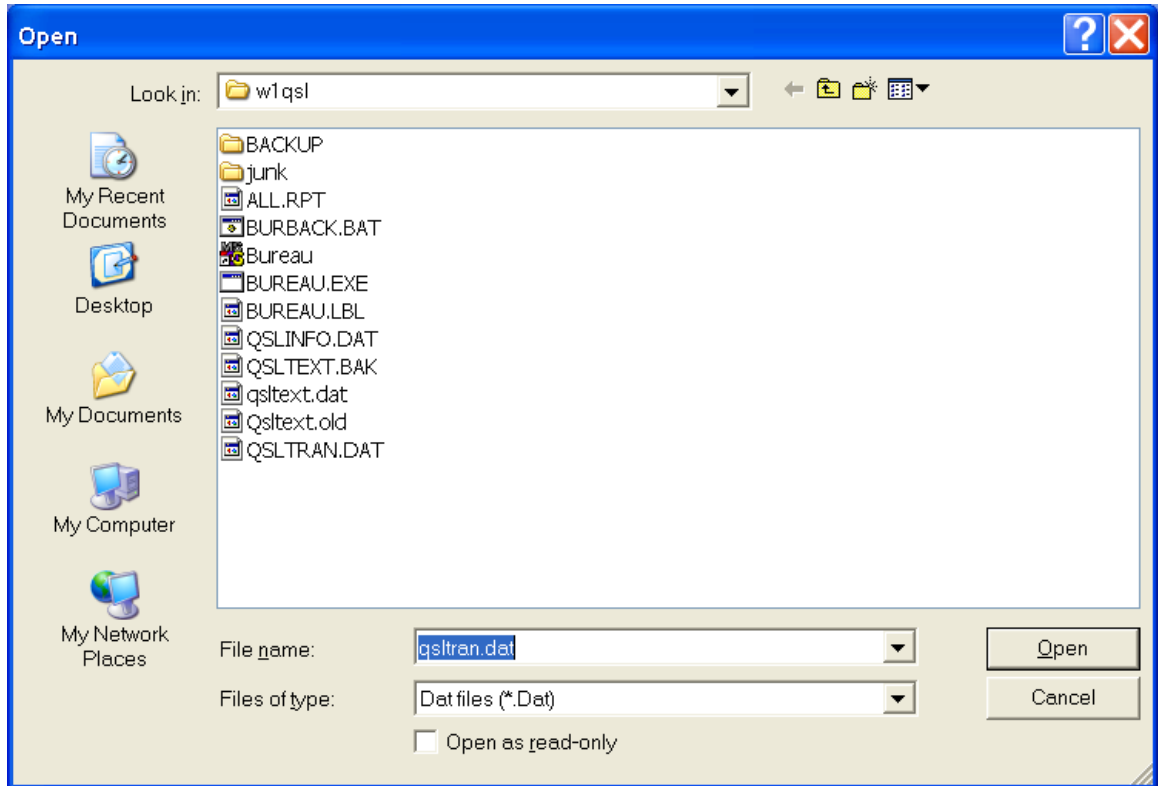 Open
Look in: w1qsl
My Recent
Documents
Desktop
My Documents
My Computer
My Network
Places
BACKUP
junk
ALL.RPT
BURBACK.BAT
Bureau
BUREAU.EXE
BUREAU.LBL
QSLINFO.DAT
QSLTEXT.BAK
qsltext.dat
Qsltext.old
QSLTRAN.DAT
File name: qsltran.dat Open
Files of type: Dat files (*.Dat) Cancel
Open as read-only